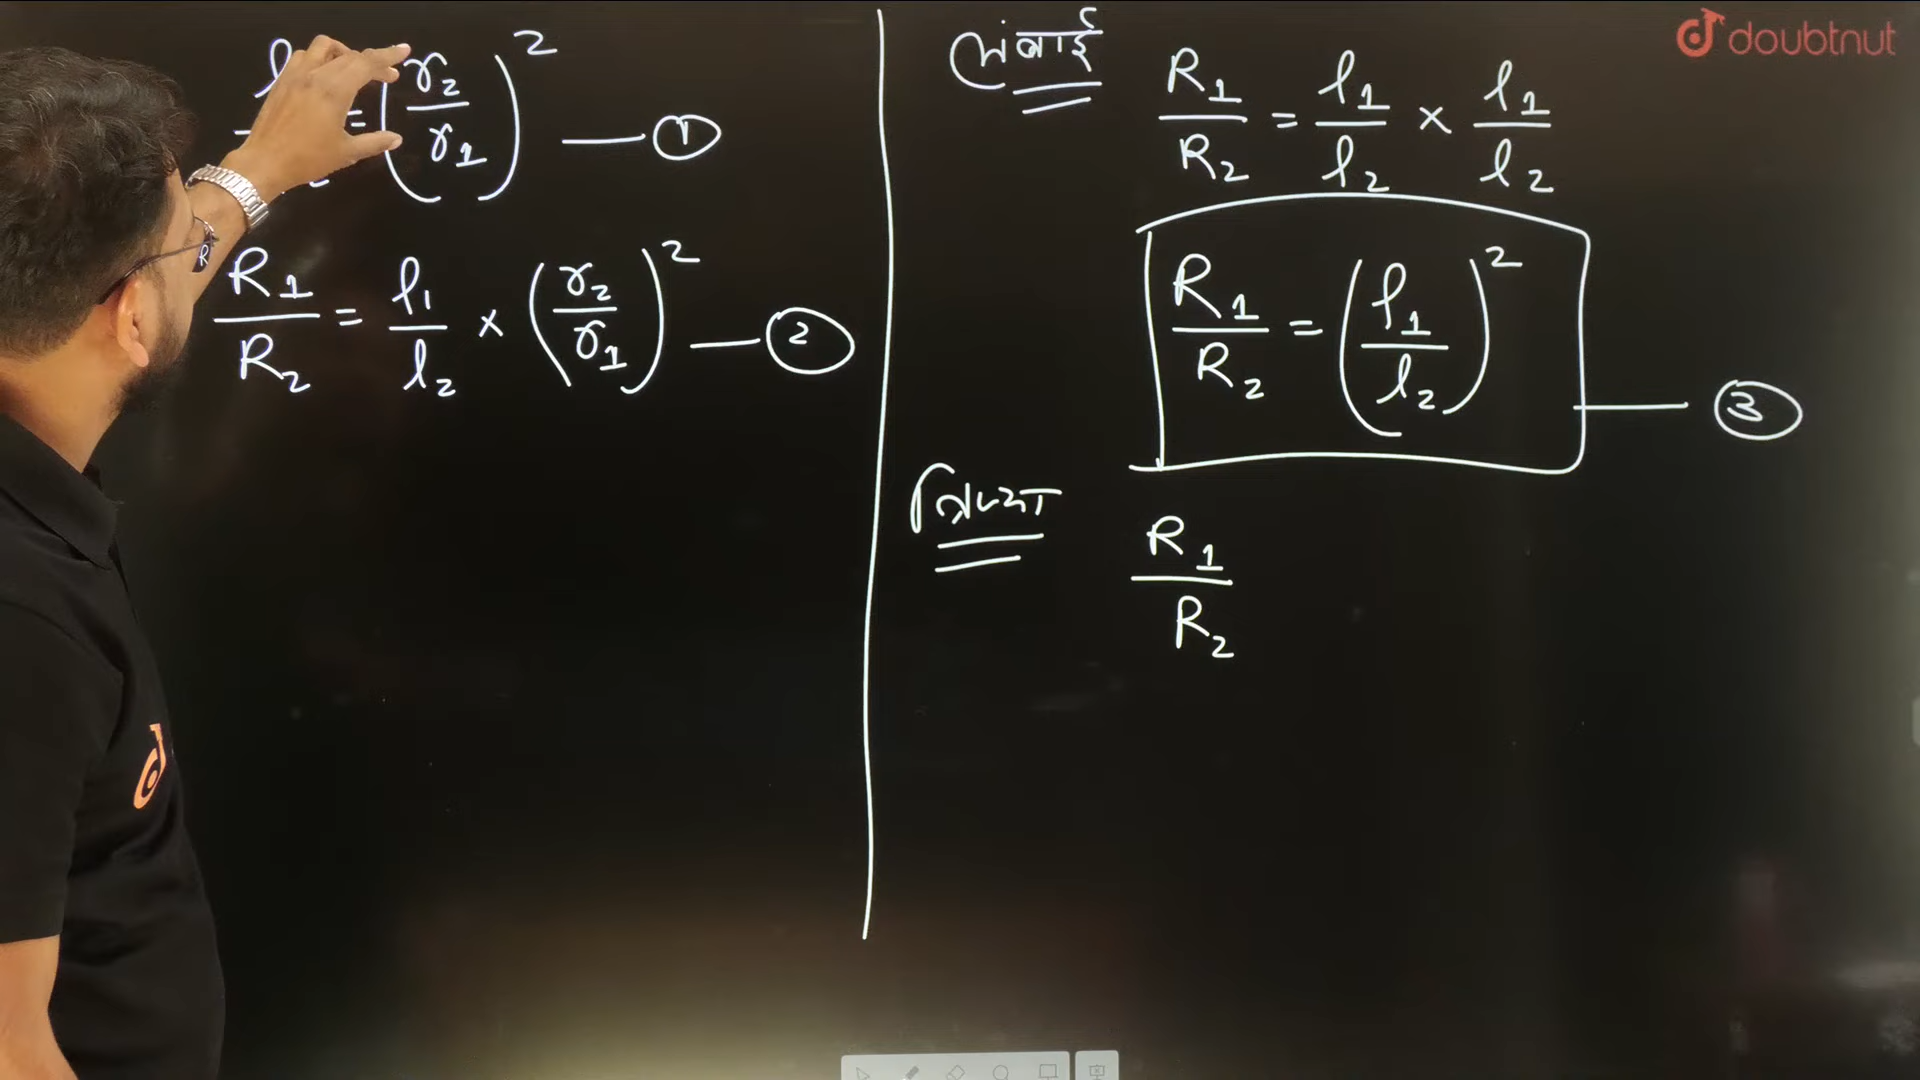 doubtnut
l/l₂ = (r₂/r₁)² — ①
R₁/R₂ = l₁/l₂ × (r₂/r₁)² — ②
R₁/R₂ = l₁/l₂ × l₁/l₂
R₁/R₂ = (l₁/l₂)² — ③
R₁/R₂